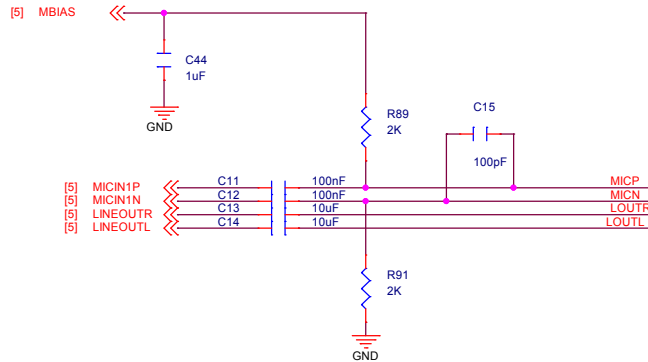 [5] MBIAS
C44
1uF
GND
R89
2K
C15
100pF
[5] MICIN1P C11 100nF MICP
[5] MICIN1N C12 100nF MICN
[5] LINEOUTR C13 10uF LOUTR
[5] LINEOUTL C14 10uF LOUTL
R91
2K
GND